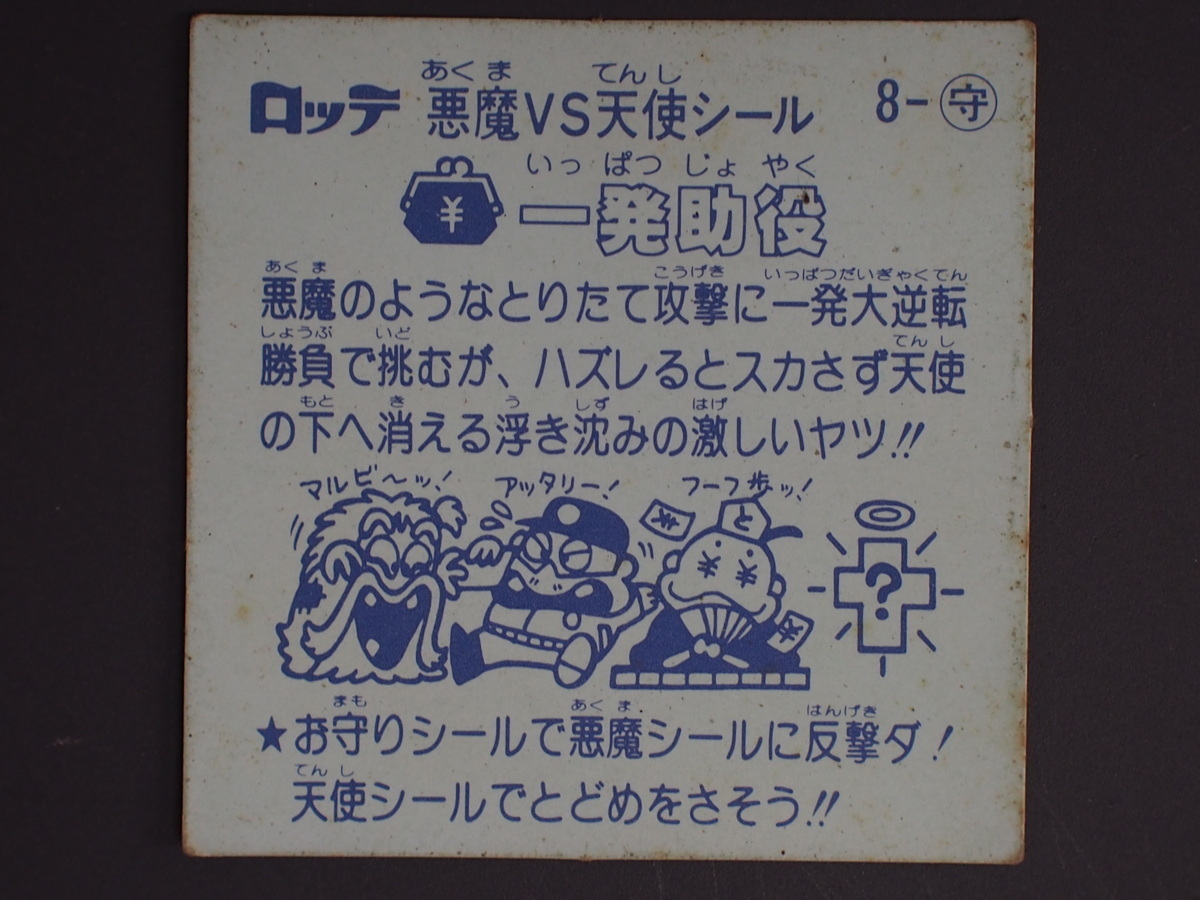 あくま てんし
ロッテ 悪魔VS天使シール 8-守
いっぱつじょやく
¥ 一発助役
あくま こうげき いっぱつだいぎゃくてん
悪魔のようなとりたて攻撃に一発大逆転
しょうぶ いど てんし
勝負で挑むが、ハズレるとスカさず天使
もと き う しず はげ
の下へ消える浮き沈みの激しいヤツ!!
マルビ〜ッ! アッタリー! フーフ歩ッ!
と
¥ ¥
?
まも あくま はんげき
★お守りシールで悪魔シールに反撃ダ!
てんし
天使シールでとどめをさそう!!